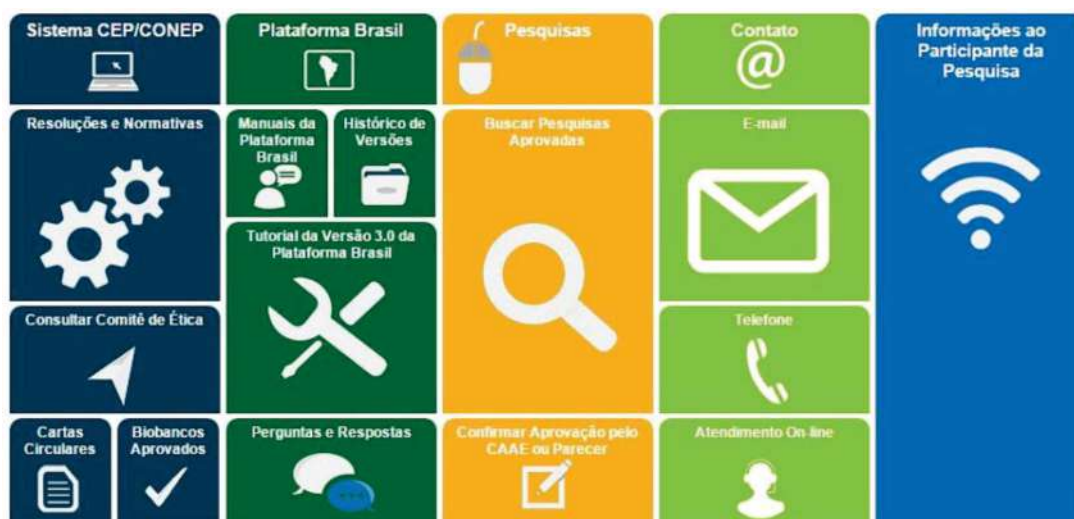 Sistema CEP/CONEP
Resoluções e Normativas
Consultar Comitê de Ética
Cartas
Circulares
Biobancos
Aprovados
Plataforma Brasil
Manuais da
Plataforma
Brasil
Histórico de
Versões
Tutorial da Versão 3.0 da
Plataforma Brasil
Perguntas e Respostas
Pesquisas
Buscar Pesquisas
Aprovadas
Confirmar Aprovação pelo
CAAE ou Parecer
Contato
@
E-mail
Telefone
Atendimento On-line
Informações ao
Participante da
Pesquisa